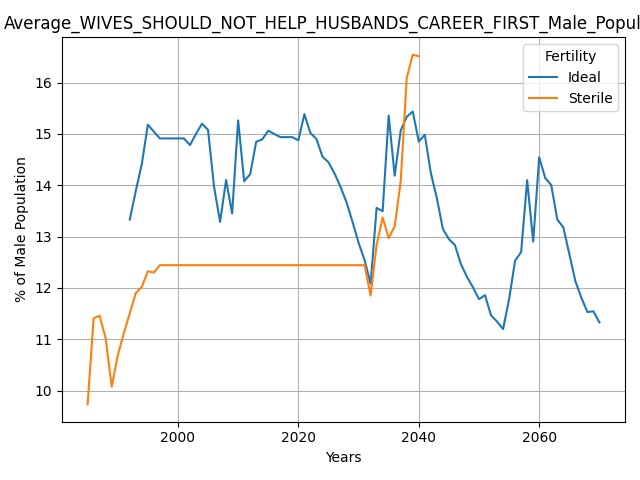 Average_WIVES_SHOULD_NOT_HELP_HUSBANDS_CAREER_FIRST_Male_Popul
Fertility
Ideal
Sterile
% of Male Population
16
15
14
13
12
11
10
2000 2020 2040 2060
Years